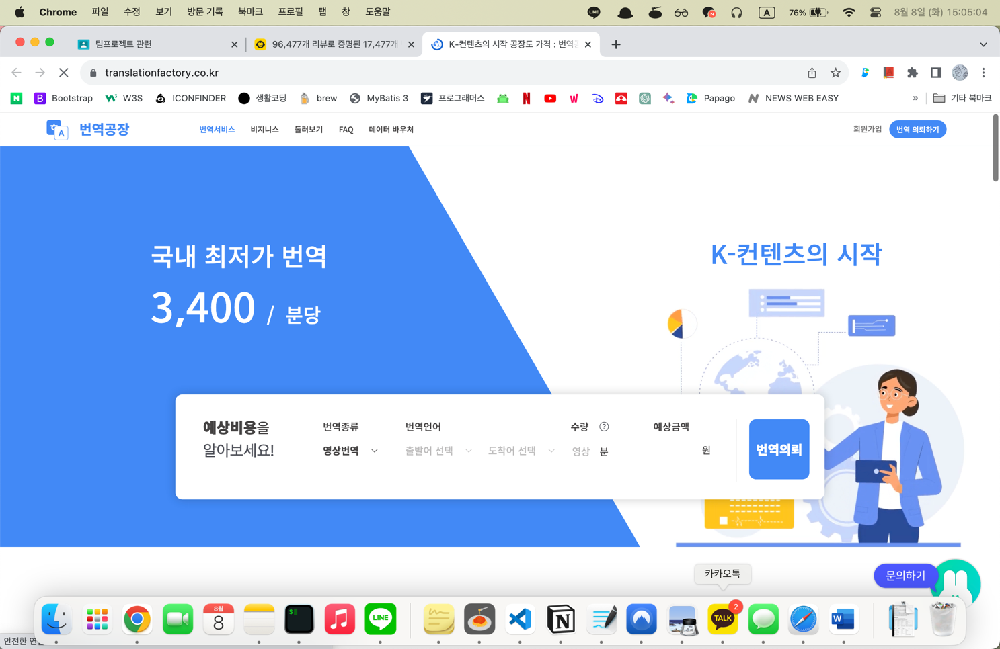 Chrome 파일 수정 보기 방문 기록 북마크 프로필 탭 창 도움말 LINE N A 76% 8월 8일 (화) 15:05:04
팀프로젝트 관련 96,477개 리뷰로 증명된 17,477개 K-컨텐츠의 시작 공장도 가격 : 번역
translationfactory.co.kr
N B Bootstrap W3S ICONFINDER 생활코딩 brew MyBatis 3 프로그래머스 Papago NEWS WEB EASY » 기타 북마크
A 번역공장 번역서비스 비지니스 둘러보기 FAQ 데이터 바우처 회원가입 번역 의뢰하기
국내 최저가 번역
K-컨텐츠의 시작
3,400 / 분당
예상비용을 번역종류 번역언어 수량 ? 예상금액
알아보세요! 영상번역 출발어 선택 도착어 선택 영상 분 원 번역의뢰
카카오톡
문의하기
8월
8 $ LINE N TALK 2 W
안전한